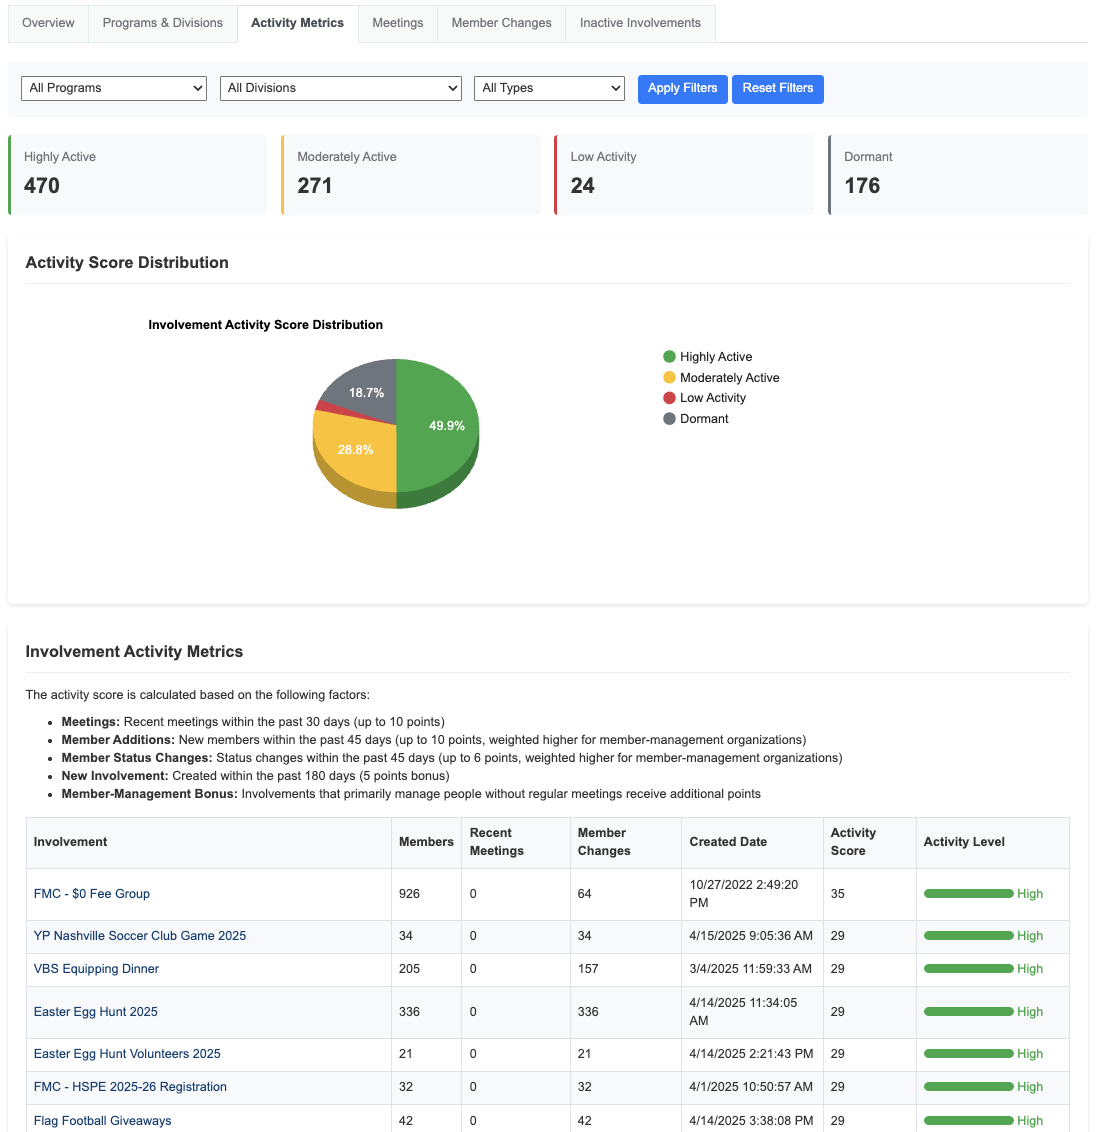 Overview Programs & Divisions Activity Metrics Meetings Member Changes Inactive Involvements
All Programs All Divisions All Types Apply Filters Reset Filters
Highly Active Moderately Active Low Activity Dormant
470 271 24 176
Activity Score Distribution
Involvement Activity Score Distribution
Highly Active
Moderately Active
Low Activity
Dormant
18.7%
49.9%
28.8%
Involvement Activity Metrics
The activity score is calculated based on the following factors:
• Meetings: Recent meetings within the past 30 days (up to 10 points)
• Member Additions: New members within the past 45 days (up to 10 points, weighted higher for member-management organizations)
• Member Status Changes: Status changes within the past 45 days (up to 6 points, weighted higher for member-management organizations)
• New Involvement: Created within the past 180 days (5 points bonus)
• Member-Management Bonus: Involvements that primarily manage people without regular meetings receive additional points
Involvement Members Recent Meetings Member Changes Created Date Activity Score Activity Level
FMC - $0 Fee Group 926 0 64 10/27/2022 2:49:20 PM 35 High
YP Nashville Soccer Club Game 2025 34 0 34 4/15/2025 9:05:36 AM 29 High
VBS Equipping Dinner 205 0 157 3/4/2025 11:59:33 AM 29 High
Easter Egg Hunt 2025 336 0 336 4/14/2025 11:34:05 AM 29 High
Easter Egg Hunt Volunteers 2025 21 0 21 4/14/2025 2:21:43 PM 29 High
FMC - HSPE 2025-26 Registration 32 0 32 4/1/2025 10:50:57 AM 29 High
Flag Football Giveaways 42 0 42 4/14/2025 3:38:08 PM 29 High